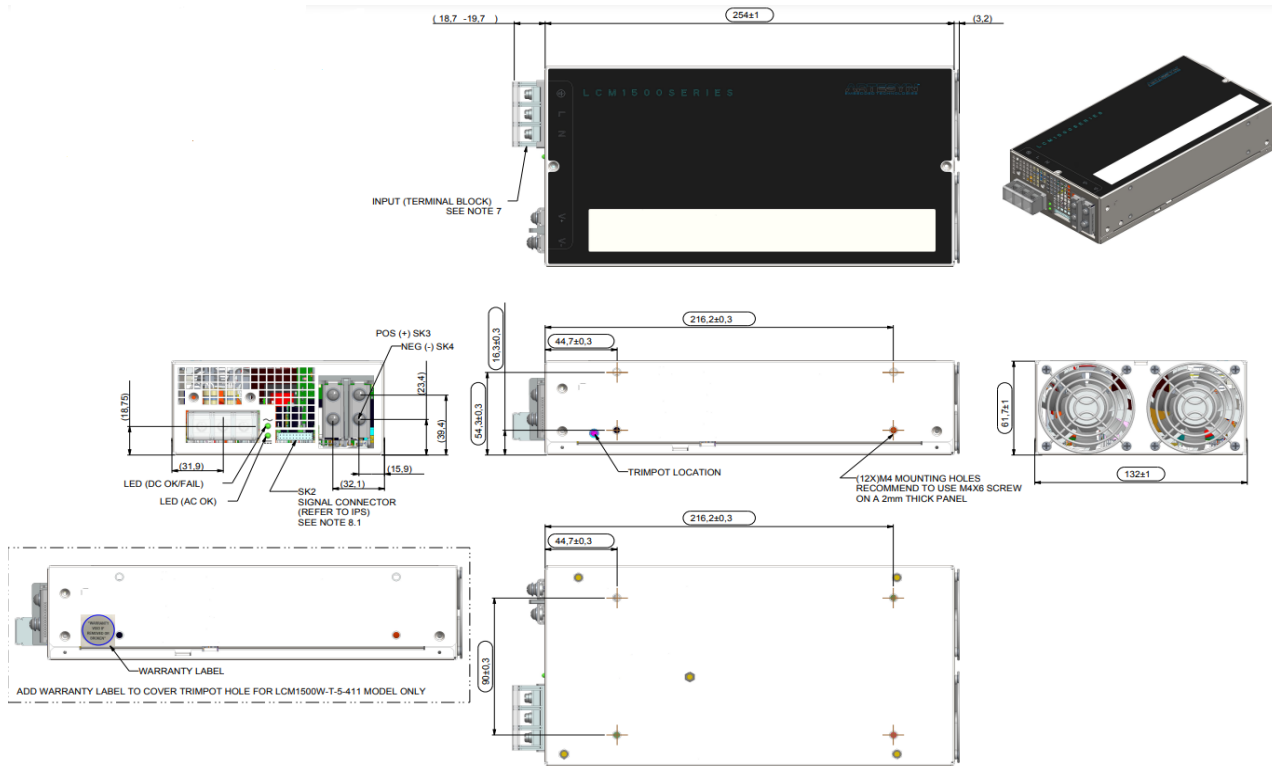 ( 18,7 -19,7)
254±1
(3,2)
LCM1500SERIES
L
N
V+
V-
INPUT (TERMINAL BLOCK)
SEE NOTE 7
LCM1500SERIES
POS (+) SK3
NEG (-) SK4
(18,75)
(23,4)
(39,4)
(31,9)
(15,9)
(32,1)
LED (DC OK/FAIL)
LED (AC OK)
SK2
SIGNAL CONNECTOR
(REFER TO IPS)
SEE NOTE 8.1
216,2±0,3
44,7±0,3
16,3±0,3
54,3±0,3
TRIMPOT LOCATION
(12X)M4 MOUNTING HOLES
RECOMMEND TO USE M4X6 SCREW
ON A 2mm THICK PANEL
61,7±1
132±1
216,2±0,3
44,7±0,3
90±0,3
WARRANTY LABEL
ADD WARRANTY LABEL TO COVER TRIMPOT HOLE FOR LCM1500W-T-5-411 MODEL ONLY